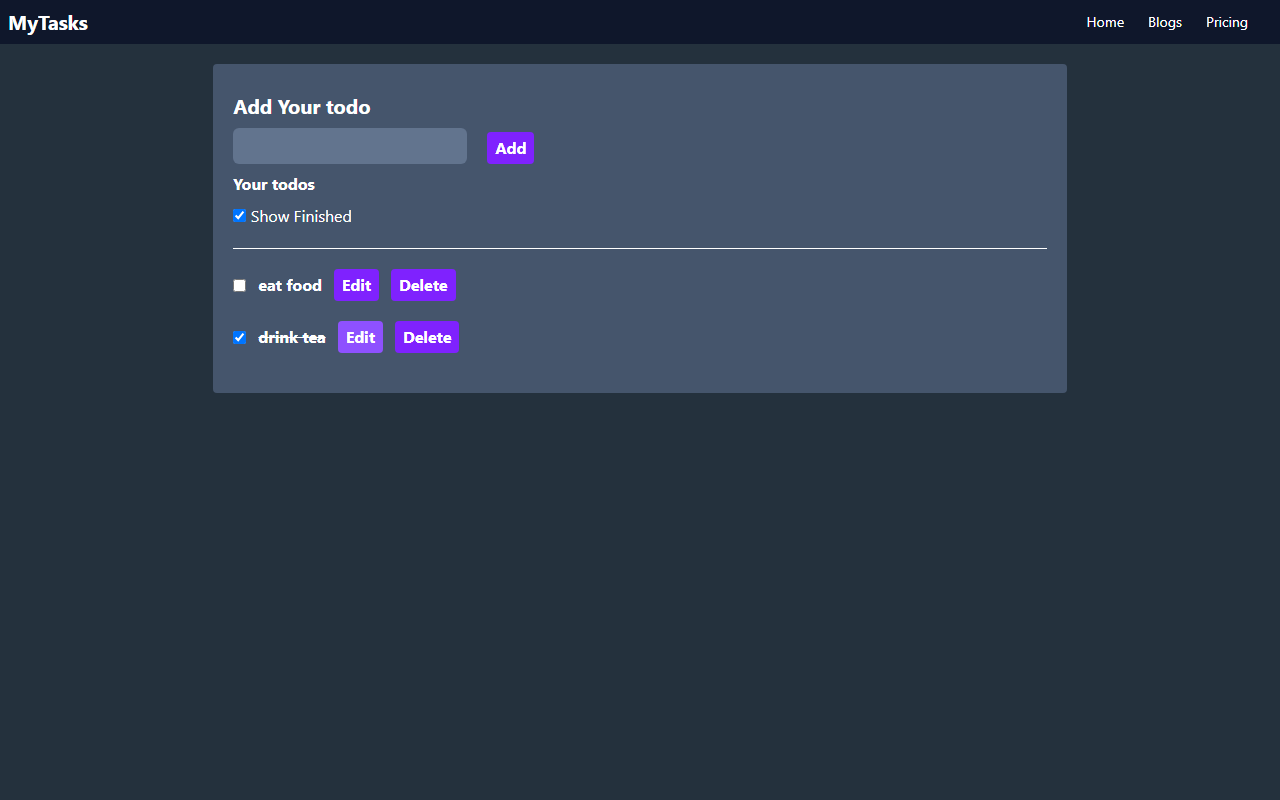 MyTasks Home Blogs Pricing
Add Your todo
Add
Your todos
Show Finished
eat food Edit Delete
drink tea Edit Delete